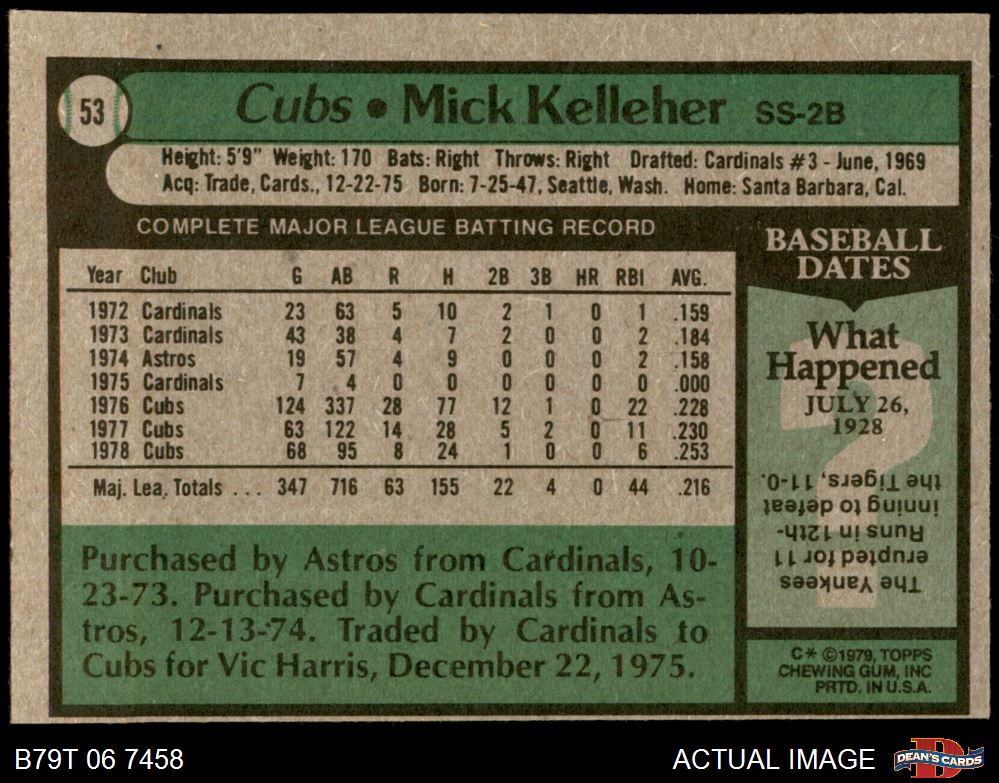 53
Cubs • Mick Kelleher SS-2B
Height: 5'9" Weight: 170 Bats: Right Throws: Right Drafted: Cardinals #3 - June, 1969
Acq: Trade, Cards., 12-22-75 Born: 7-25-47, Seattle, Wash. Home: Santa Barbara, Cal.
COMPLETE MAJOR LEAGUE BATTING RECORD
Year Club G AB R H 2B 3B HR RBI AVG.
1972 Cardinals 23 63 5 10 2 1 0 1 .159
1973 Cardinals 43 38 4 7 2 0 0 2 .184
1974 Astros 19 57 4 9 0 0 0 2 .158
1975 Cardinals 7 4 0 0 0 0 0 0 .000
1976 Cubs 124 337 28 77 12 1 0 22 .228
1977 Cubs 63 122 14 28 5 2 0 11 .230
1978 Cubs 68 95 8 24 1 0 0 6 .253
Maj. Lea. Totals ... 347 716 63 155 22 4 0 44 .216
Purchased by Astros from Cardinals, 10-
23-73. Purchased by Cardinals from As-
tros, 12-13-74. Traded by Cardinals to
Cubs for Vic Harris, December 22, 1975.
BASEBALL
DATES
What
Happened
JULY 26,
1928
?
The Yankees
erupted for 11
Runs in 12th-
inning to defeat
the Tigers, 11-0.
C* ©1979, TOPPS
CHEWING GUM, INC
PRTD. IN U.S.A.
B79T 06 7458
ACTUAL IMAGE
D
DEAN'S CARDS